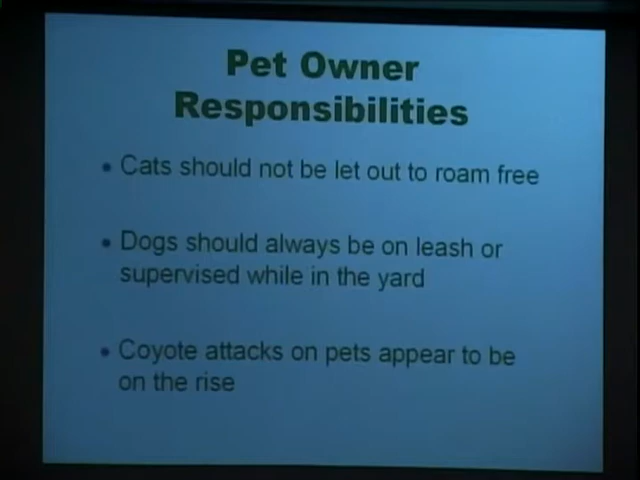 Pet Owner
Responsibilities
• Cats should not be let out to roam free
• Dogs should always be on leash or
supervised while in the yard
• Coyote attacks on pets appear to be
on the rise